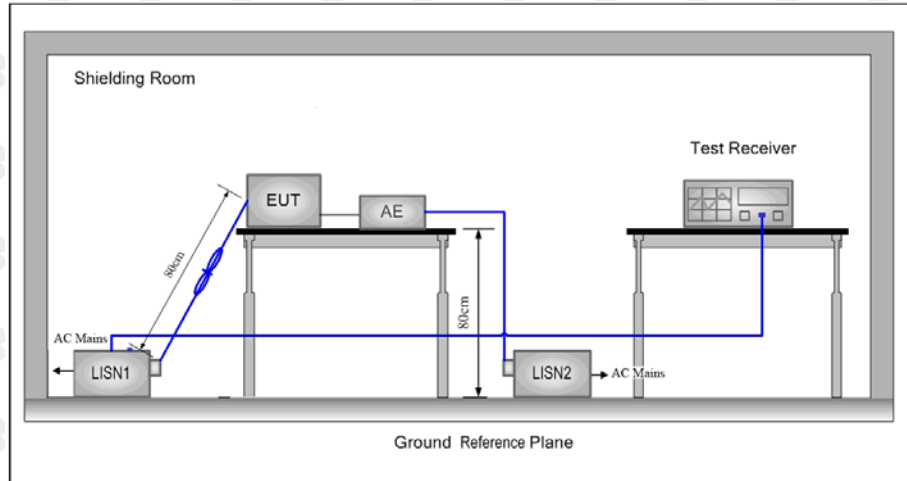 Shielding Room
Test Receiver
EUT
AE
80cm
80cm
AC Mains
LISN1
LISN2
AC Mains
Ground Reference Plane